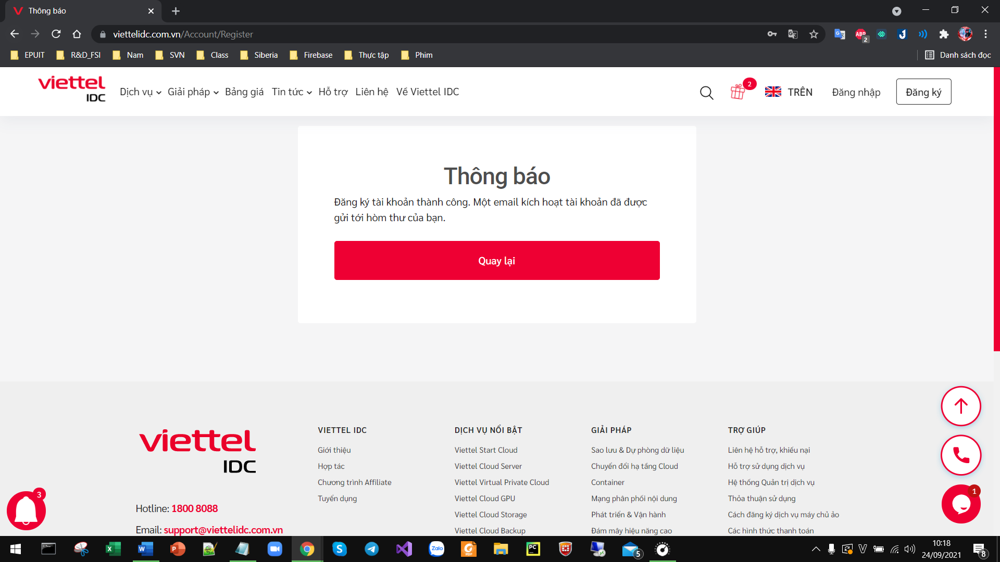 Thông báo
viettelidc.com.vn/Account/Register
ABP
2
EPUIT
R&D_FSI
Nam
SVN
Class
Siberia
Firebase
Thực tập
Phim
Danh sách đọc
viettel
IDC
Dịch vụ
Giải pháp
Bảng giá
Tin tức
Hỗ trợ
Liên hệ
Về Viettel IDC
2
TRÊN
Đăng nhập
Đăng ký
Thông báo
Đăng ký tài khoản thành công. Một email kích hoạt tài khoản đã được
gửi tới hòm thư của bạn.
Quay lại
viettel
IDC
Hotline: 1800 8088
Email: support@viettelidc.com.vn
VIETTEL IDC
Giới thiệu
Hợp tác
Chương trình Affiliate
Tuyển dụng
DỊCH VỤ NỔI BẬT
Viettel Start Cloud
Viettel Cloud Server
Viettel Virtual Private Cloud
Viettel Cloud GPU
Viettel Cloud Storage
Viettel Cloud Backup
GIẢI PHÁP
Sao lưu & Dự phòng dữ liệu
Chuyển đổi hạ tầng Cloud
Container
Mạng phân phối nội dung
Phát triển & Vận hành
Đám mây hiệu năng cao
TRỢ GIÚP
Liên hệ hỗ trợ, khiếu nại
Hỗ trợ sử dụng dịch vụ
Hệ thống Quản trị dịch vụ
Thỏa thuận sử dụng
Cách đăng ký dịch vụ máy chủ ảo
Các hình thức thanh toán
3
1
Zalo
PDF
PC
5
10:18
24/09/2021
8